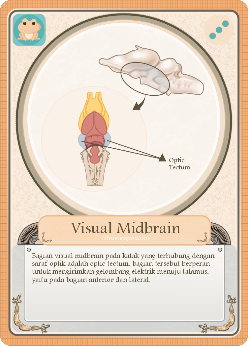 Optic
Tectum
Visual Midbrain
Bagian visual midbrain pada katak yang terhubung dengan
saraf optik adalah optic tectum, bagian tersebut berperan
untuk mengirimkan gelombang elektrik menuju talamus,
yaitu pada bagian anterior dan lateral.